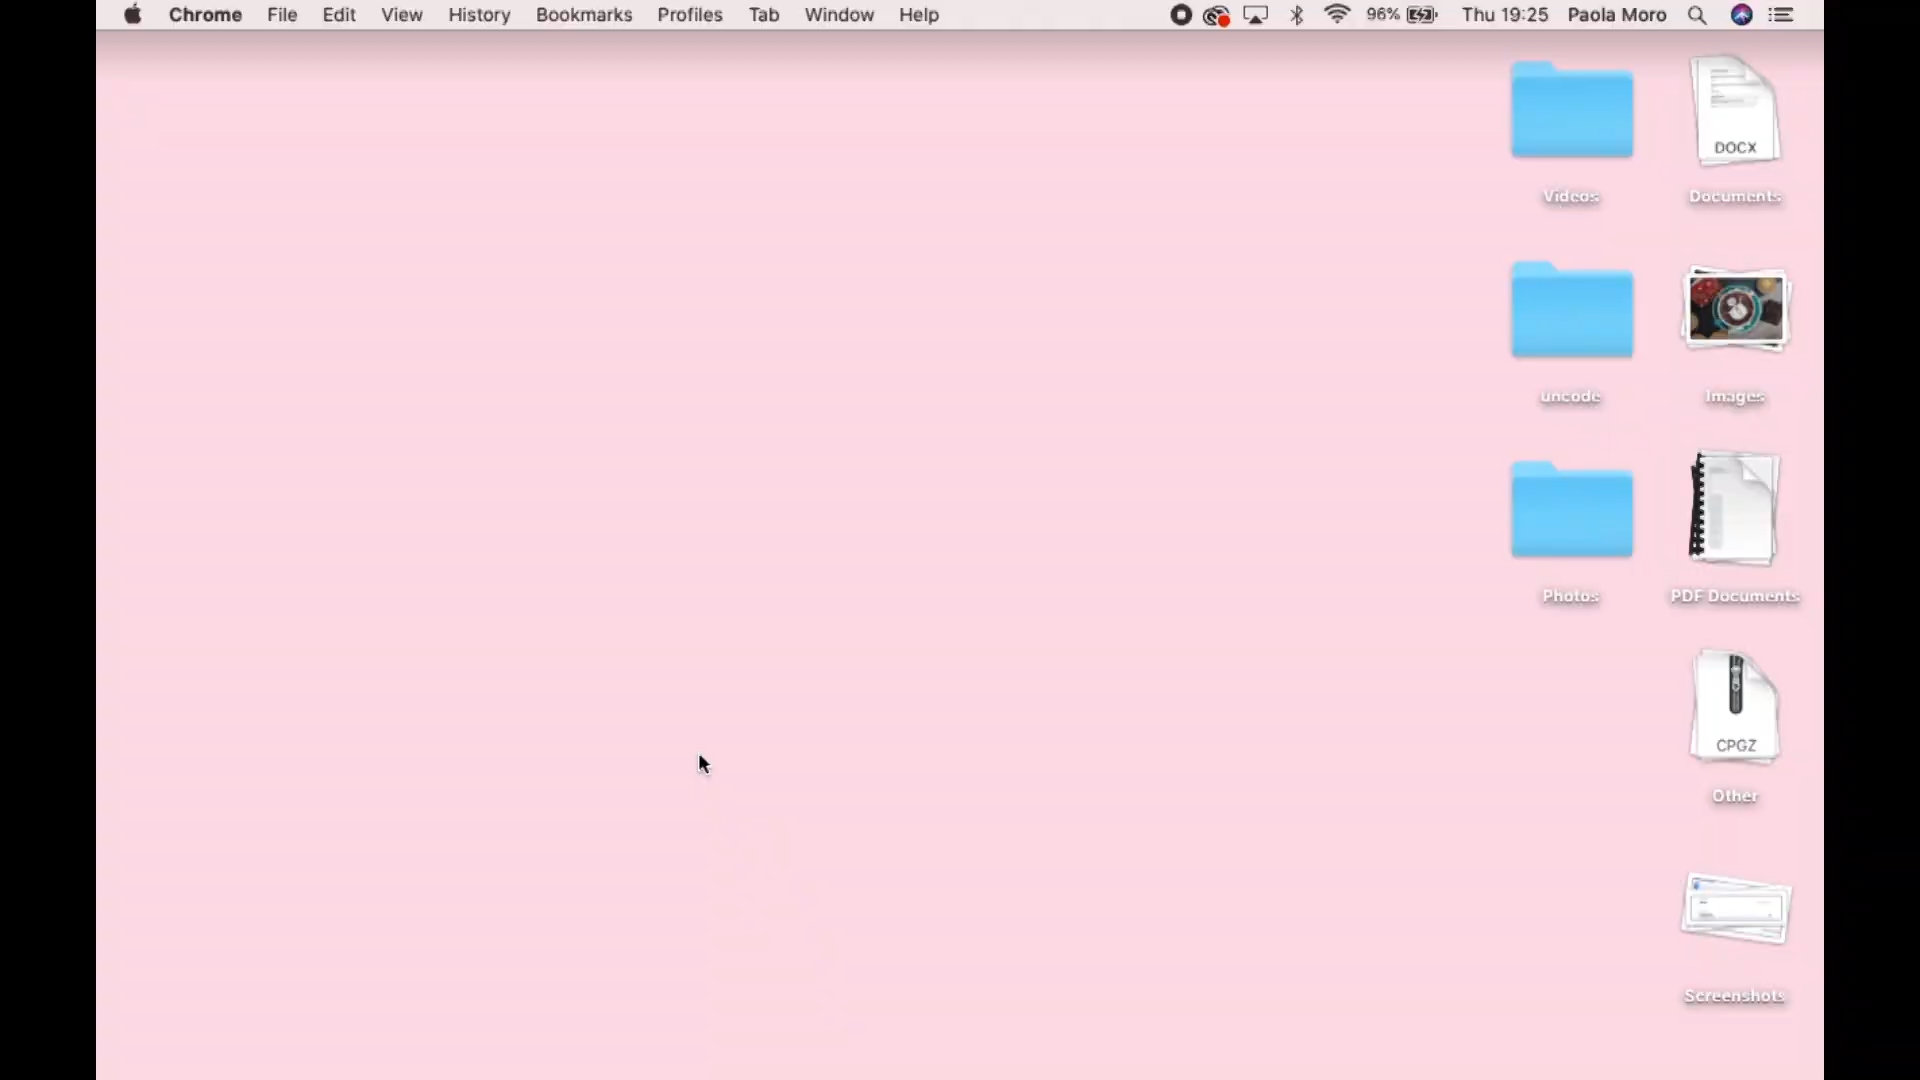 Chrome File Edit View History Bookmarks Profiles Tab Window Help 96% Thu 19:25 Paola Moro
Videos
DOCX
Documents
uncode
Images
Photos
PDF Documents
CPGZ
Other
Screenshots